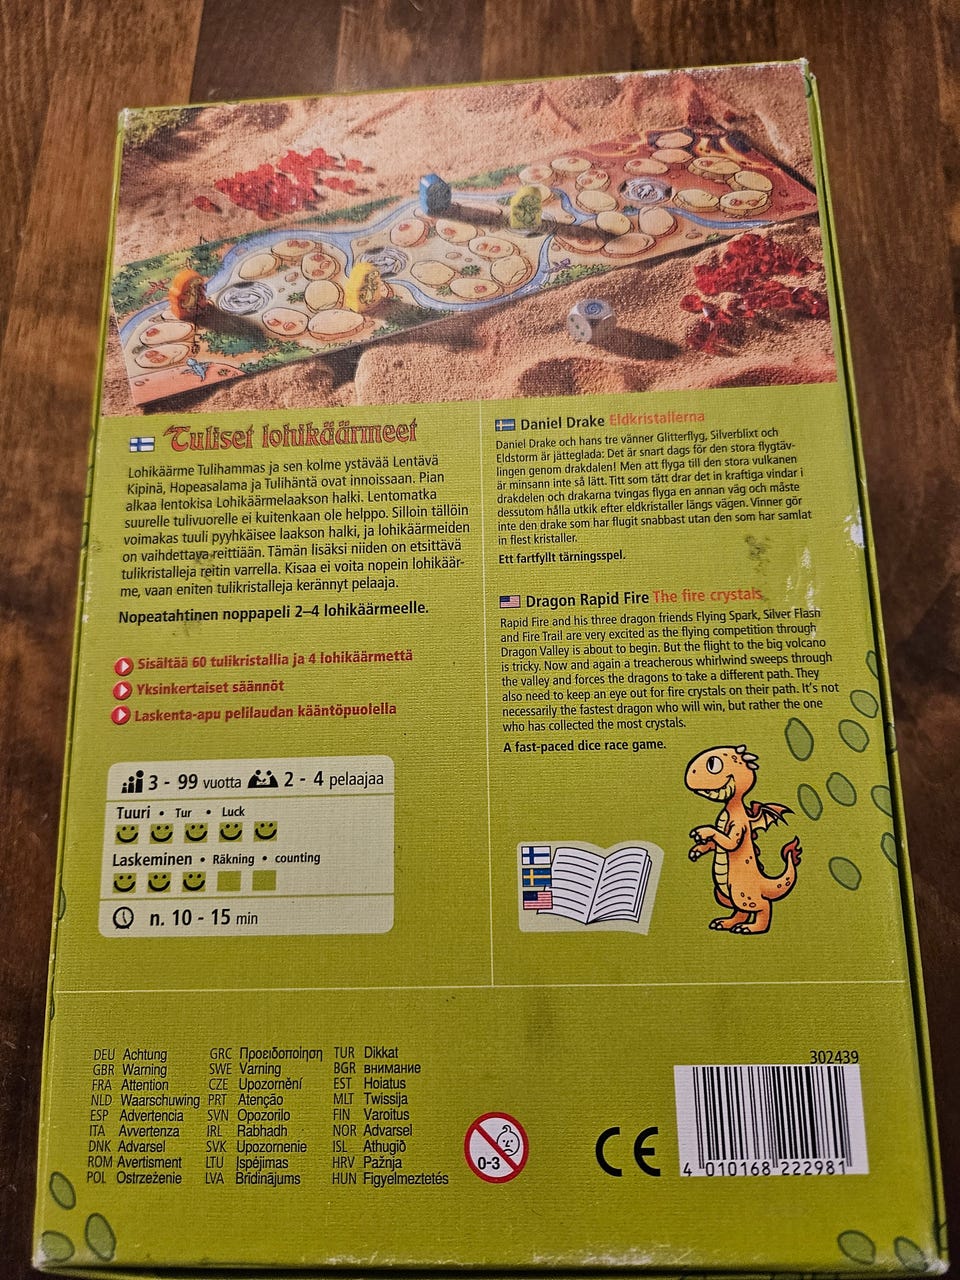 Tuliset lohikäärmeet
Lohikäärme Tulihammas ja sen kolme ystävää Lentävä
Kipinä, Hopeasalama ja Tulihäntä ovat innoissaan. Pian
alkaa lentokisa Lohikäärmelaakson halki. Lentomatka
suurelle tulivuorelle ei kuitenkaan ole helppo. Silloin tällöin
voimakas tuuli pyyhkäisee laakson halki, ja lohikäärmeiden
on vaihdettava reittiään. Tämän lisäksi niiden on etsittävä
tulikristalleja reitin varrella. Kisaa ei voita nopein lohikäär-
me, vaan eniten tulikristalleja kerännyt pelaaja.
Nopeatahtinen noppapeli 2–4 lohikäärmeelle.
Sisältää 60 tulikristallia ja 4 lohikäärmettä
Yksinkertaiset säännöt
Laskenta-apu pelilaudan kääntöpuolella
3 - 99 vuotta 2 - 4 pelaajaa
Tuuri • Tur • Luck
Laskeminen • Räkning • counting
n. 10 - 15 min
Daniel Drake Eldkristallerna
Daniel Drake och hans tre vänner Glitterflyg, Silverblixt och
Eldstorm är jätteglada: Det är snart dags för den stora flygtäv-
lingen genom drakdalen! Men att flyga till den stora vulkanen
är minsann inte så lätt. Titt som tätt drar det in kraftiga vindar i
drakdelen och drakarna tvingas flyga en annan väg och måste
dessutom hålla utkik efter eldkristaller längs vägen. Vinner gör
inte den drake som har flugit snabbast utan den som har samlat
in flest kristaller.
Ett fartfyllt tärningsspel.
Dragon Rapid Fire The fire crystals
Rapid Fire and his three dragon friends Flying Spark, Silver Flash
and Fire Trail are very excited as the flying competition through
Dragon Valley is about to begin. But the flight to the big volcano
is tricky. Now and again a treacherous whirlwind sweeps through
the valley and forces the dragons to take a different path. They
also need to keep an eye out for fire crystals on their path. It's not
necessarily the fastest dragon who will win, but rather the one
who has collected the most crystals.
A fast-paced dice race game.
DEU Achtung
GBR Warning
FRA Attention
NLD Waarschuwing
ESP Advertencia
ITA Avvertenza
DNK Advarsel
ROM Avertisment
POL Ostrzeżenie
GRC Προειδοποίηση
SWE Varning
CZE Upozornění
PRT Atenção
SVN Opozorilo
IRL Rabhadh
SVK Upozornenie
LTU Įspėjimas
LVA Brīdinājums
TUR Dikkat
BGR внимание
EST Hoiatus
MLT Twissija
FIN Varoitus
NOR Advarsel
ISL Athugið
HRV Pažnja
HUN Figyelmeztetés
0-3
CE
302439
4 010168 222981